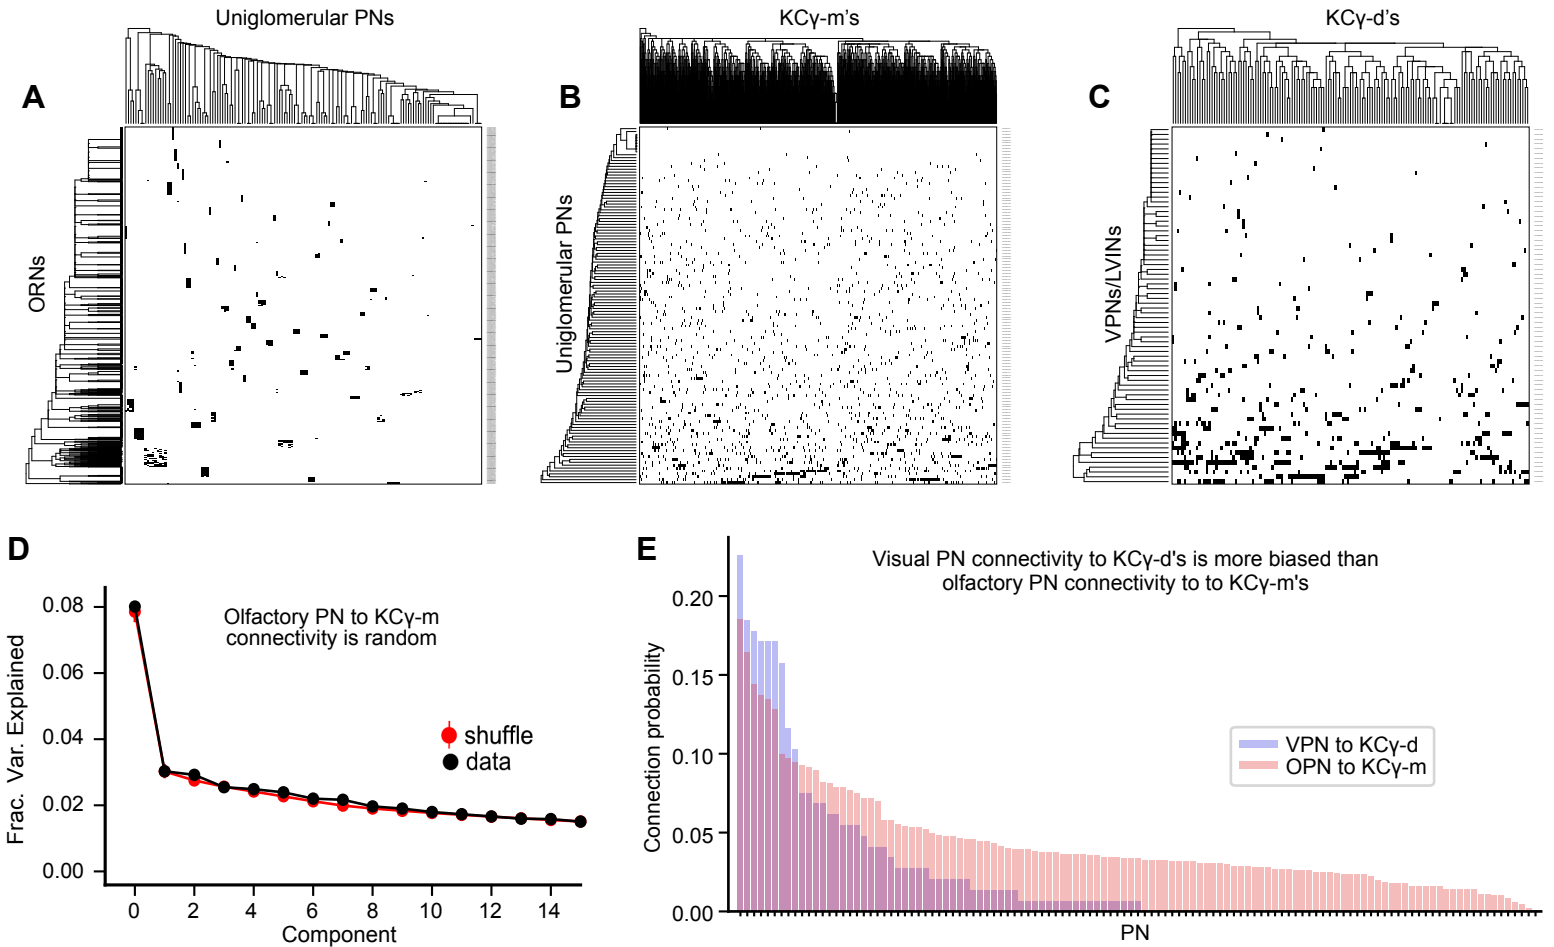 Uniglomerular PNs
KCγ-m's
KCγ-d's
A
B
C
ORNs
Uniglomerular PNs
VPNs/LVINs
D
E
Olfactory PN to KCγ-m
connectivity is random
shuffle
data
Frac. Var. Explained
0.08
0.06
0.04
0.02
0.00
0 2 4 6 8 10 12 14
Component
Visual PN connectivity to KCγ-d's is more biased than
olfactory PN connectivity to to KCγ-m's
Connection probability
0.20
0.15
0.10
0.05
0.00
VPN to KCγ-d
OPN to KCγ-m
PN